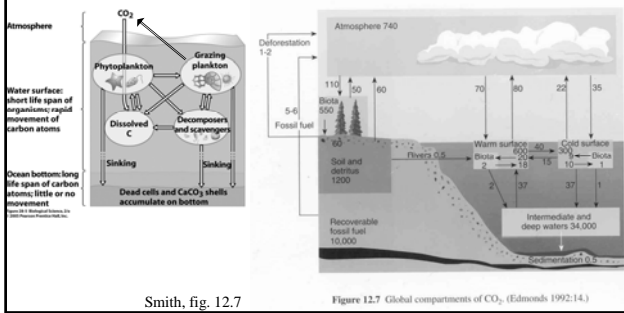 Atmosphere
CO2
Phytoplankton
Grazing
plankton
Water surface:
short life span of
organisms; rapid
movement of
carbon atoms
Dissolved
C
Decomposers
and scavengers
Sinking
Sinking
Ocean bottom: long
life span of carbon
atoms; little or no
movement
Dead cells and CaCO3 shells
accumulate on bottom
Smith, fig. 12.7
Atmosphere 740
Deforestation
1-2
110
50
60
70
80
22
35
5-6
Fossil fuel
Biota
550
60
Soil and
detritus
1200
Rivers 0.5
Warm surface
600
Biota
20
2
18
40
15
Cold surface
300
9
Biota
10
1
2
37
37
1
Intermediate and
deep waters 34,000
Recoverable
fossil fuel
10,000
Sedimentation 0.5
Figure 12.7 Global compartments of CO2. (Edmonds 1992:14.)